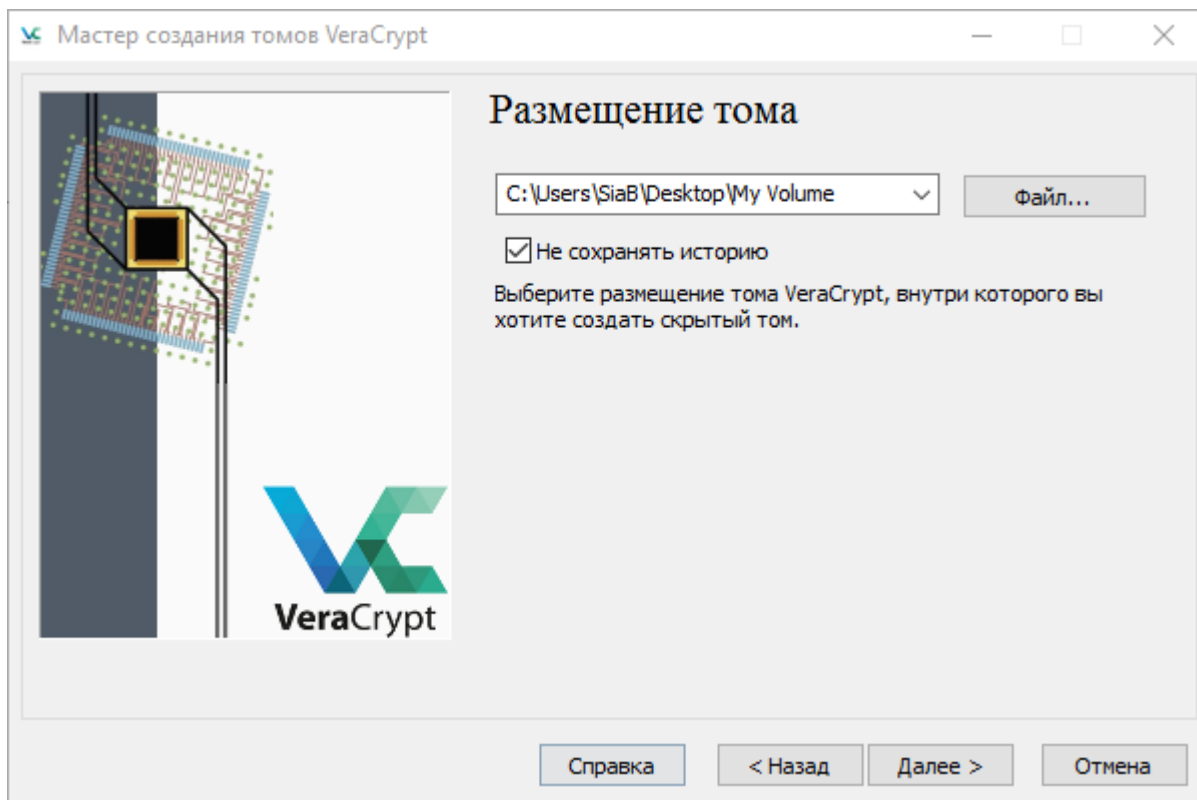 Мастер создания томов VeraCrypt
Размещение тома
C:\Users\SiaB\Desktop\My Volume
Файл...
Не сохранять историю
Выберите размещение тома VeraCrypt, внутри которого вы
хотите создать скрытый том.
VeraCrypt
Справка
< Назад
Далее >
Отмена